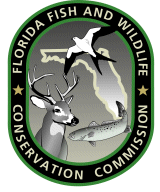 FLORIDA FISH AND WILDLIFE
CONSERVATION COMMISSION